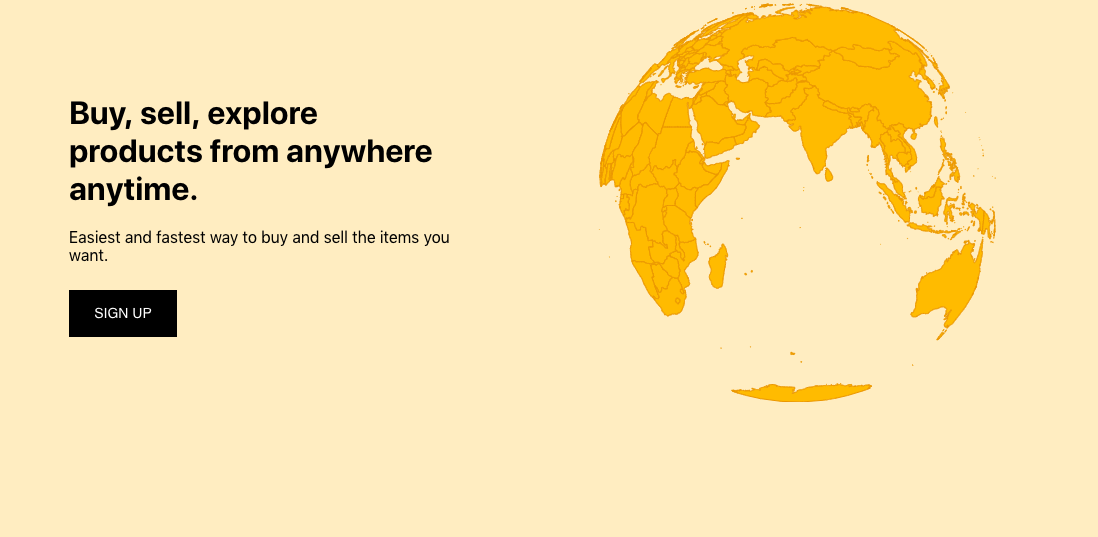 Buy, sell, explore
products from anywhere
anytime.
Easiest and fastest way to buy and sell the items you
want.
SIGN UP